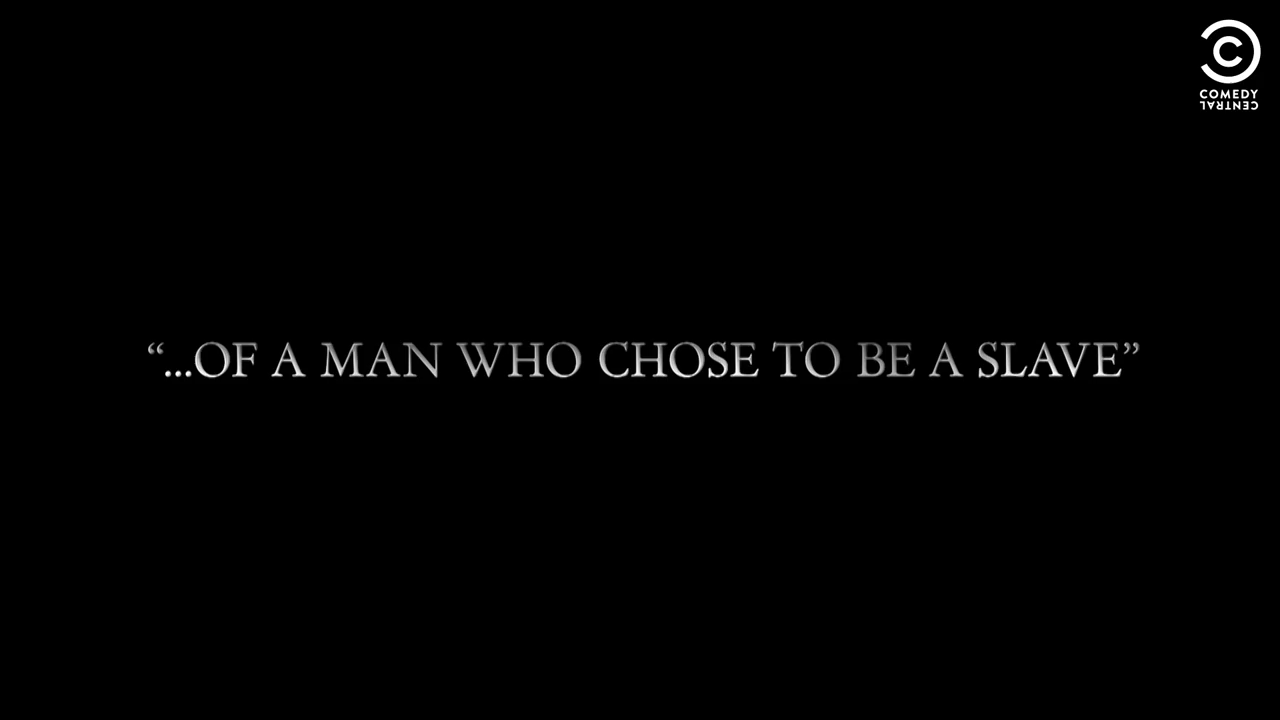 COMEDY
CENTRAL
“...OF A MAN WHO CHOSE TO BE A SLAVE”